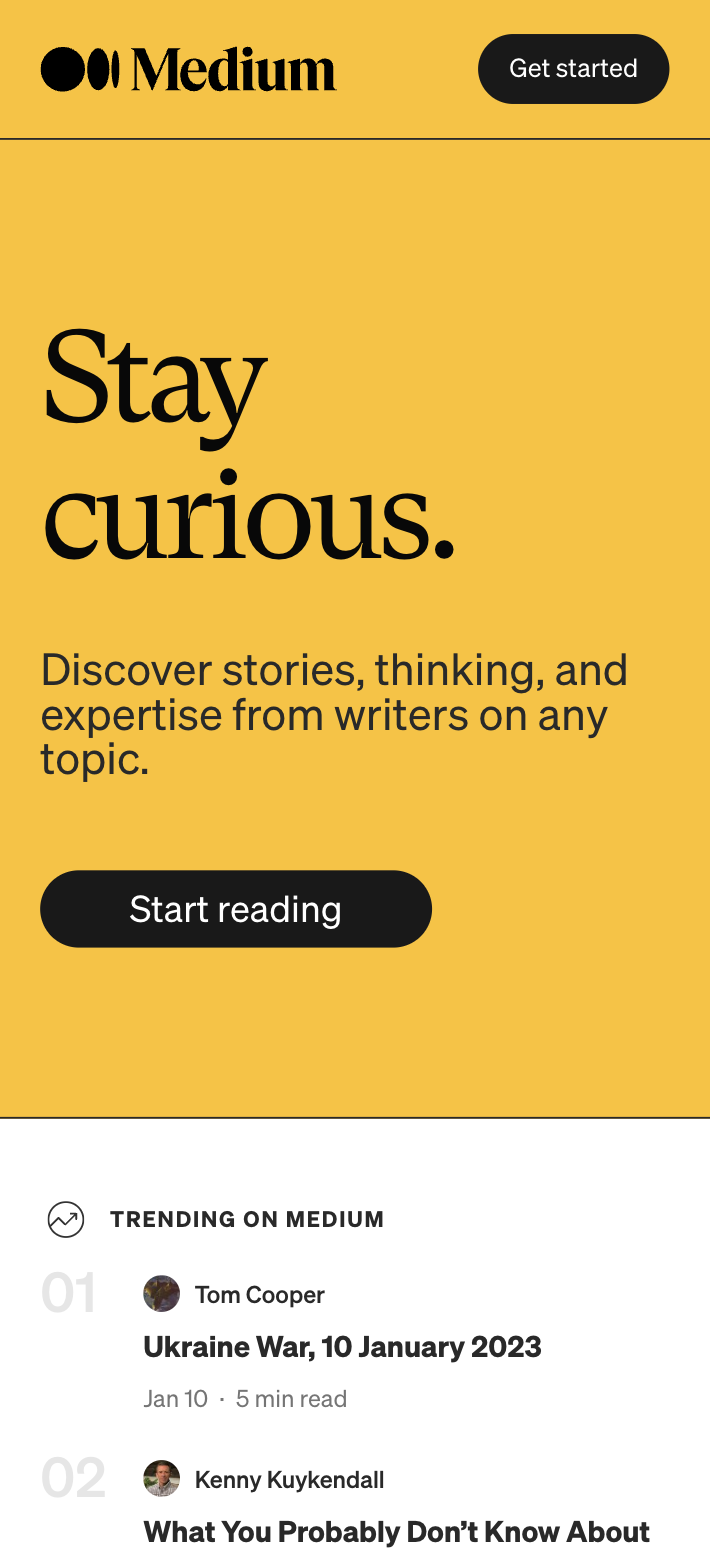 Medium
Get started
Stay
curious.
Discover stories, thinking, and
expertise from writers on any
topic.
Start reading
TRENDING ON MEDIUM
01
Tom Cooper
Ukraine War, 10 January 2023
Jan 10 · 5 min read
02
Kenny Kuykendall
What You Probably Don’t Know About